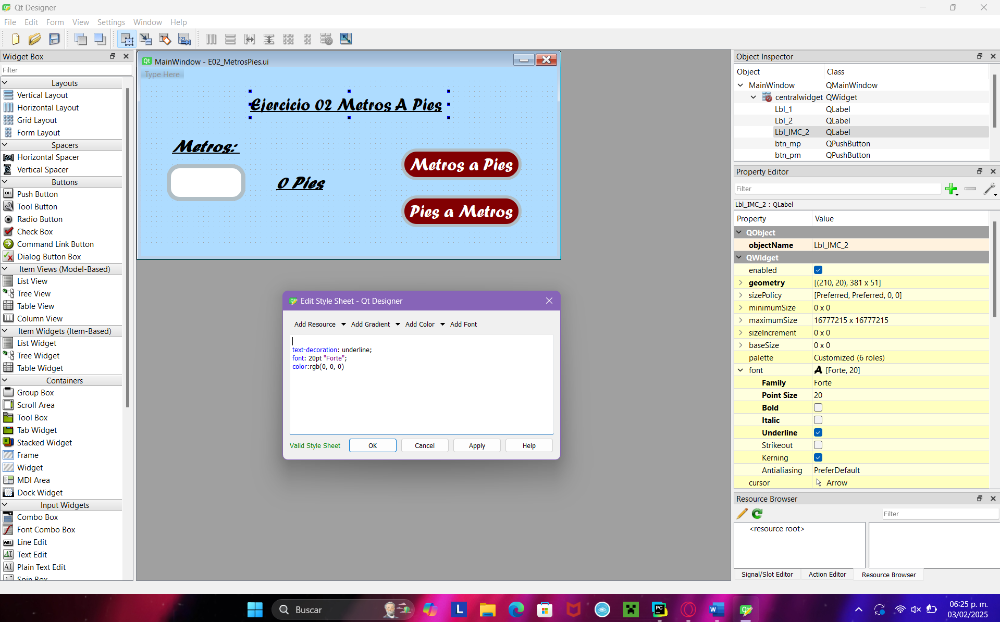 Qt Designer
File Edit Form View Settings Window Help
Widget Box
Filter
Layouts
Vertical Layout
Horizontal Layout
Grid Layout
Form Layout
Spacers
Horizontal Spacer
Vertical Spacer
Buttons
Push Button
Tool Button
Radio Button
Check Box
Command Link Button
Dialog Button Box
Item Views (Model-Based)
List View
Tree View
Table View
Column View
Item Widgets (Item-Based)
List Widget
Tree Widget
Table Widget
Containers
Group Box
Scroll Area
Tool Box
Tab Widget
Stacked Widget
Frame
Widget
MDI Area
Dock Widget
Input Widgets
Combo Box
Font Combo Box
Line Edit
Text Edit
Plain Text Edit
Spin Box
MainWindow - E02_MetrosPies.ui
Type Here
Ejercicio 02 Metros A Pies
Metros:
0 Pies
Metros a Pies
Pies a Metros
Edit Style Sheet - Qt Designer
Add Resource Add Gradient Add Color Add Font
text-decoration: underline;
font: 20pt "Forte";
color:rgb(0, 0, 0)
Valid Style Sheet OK Cancel Apply Help
Object Inspector
Object Class
MainWindow QMainWindow
centralwidget QWidget
Lbl_1 QLabel
Lbl_2 QLabel
Lbl_IMC_2 QLabel
btn_mp QPushButton
btn_pm QPushButton
Property Editor
Filter
Lbl_IMC_2 : QLabel
Property Value
QObject
objectName Lbl_IMC_2
QWidget
enabled
geometry [(210, 20), 381 x 51]
sizePolicy [Preferred, Preferred, 0, 0]
minimumSize 0 x 0
maximumSize 16777215 x 16777215
sizeIncrement 0 x 0
baseSize 0 x 0
palette Customized (6 roles)
font A [Forte, 20]
Family Forte
Point Size 20
Bold
Italic
Underline
Strikeout
Kerning
Antialiasing PreferDefault
cursor Arrow
Resource Browser
Filter
<resource root>
Signal/Slot Editor Action Editor Resource Browser
Buscar
06:25 p. m.
03/02/2025